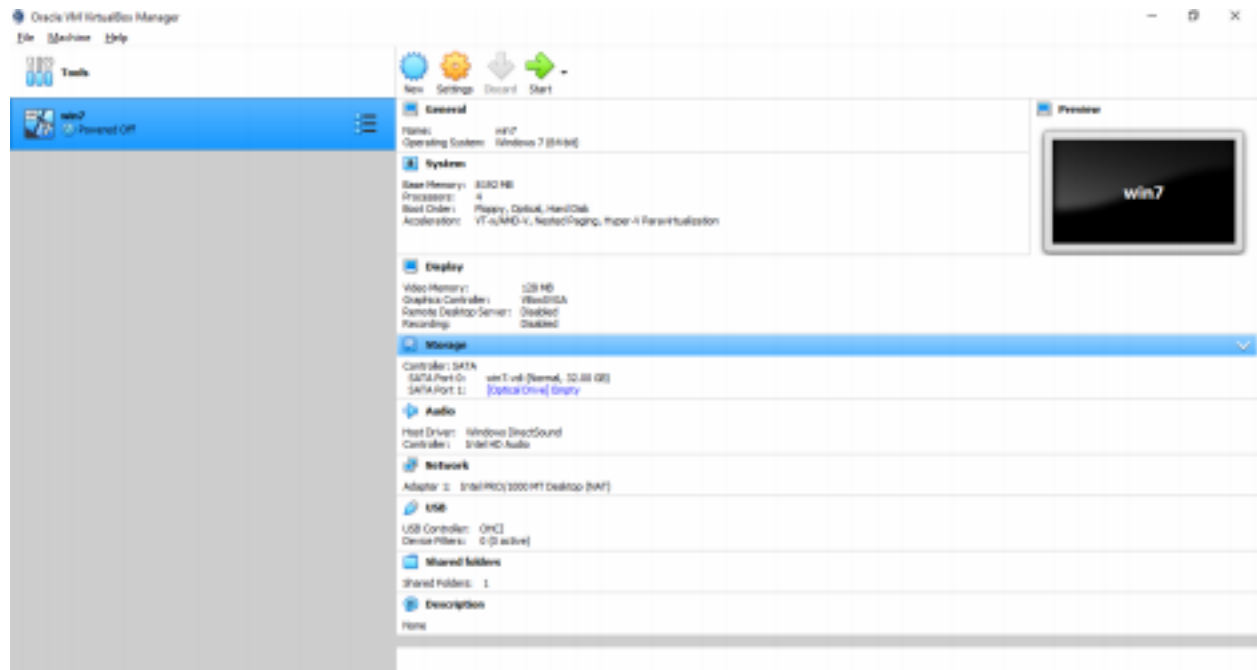 Oracle VM VirtualBox Manager
File Machine Help
Tools
New Settings Discard Start
win7
Powered Off
General
Name: win7
Operating System: Windows 7 (64-bit)
Preview
win7
System
Base Memory: 8192 MB
Processors: 4
Boot Order: Floppy, Optical, Hard Disk
Acceleration: VT-x/AMD-V, Nested Paging, Hyper-V Paravirtualization
Display
Video Memory: 128 MB
Graphics Controller: VBoxSVGA
Remote Desktop Server: Disabled
Recording: Disabled
Storage
Controller: SATA
SATA Port 0: win7.vdi (Normal, 32.00 GB)
SATA Port 1: [Optical Drive] Empty
Audio
Host Driver: Windows DirectSound
Controller: Intel HD Audio
Network
Adapter 1: Intel PRO/1000 MT Desktop (NAT)
USB
USB Controller: OHCI
Device Filters: 0 (0 active)
Shared folders
Shared Folders: 1
Description
None